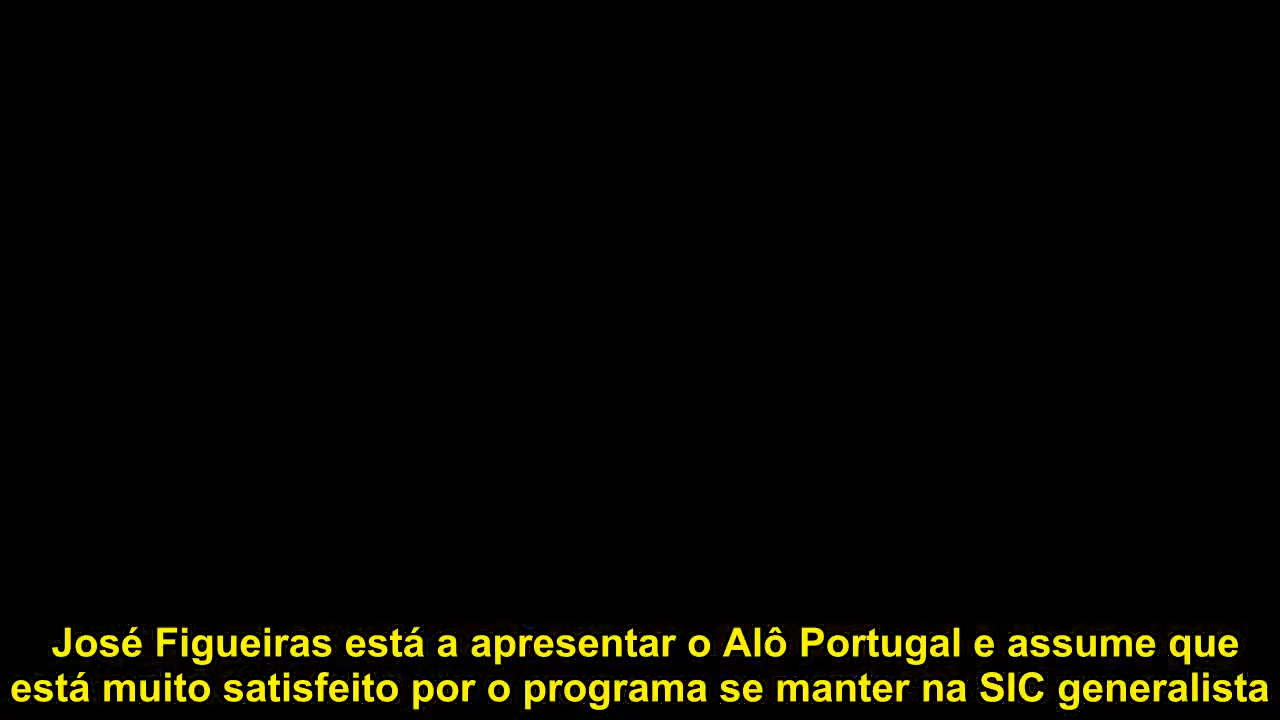 José Figueiras está a apresentar o Alô Portugal e assume que
está muito satisfeito por o programa se manter na SIC generalista